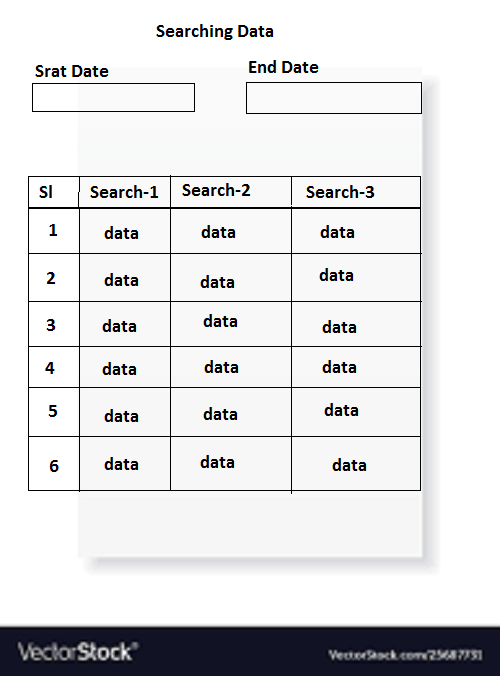 Searching Data
Srat Date End Date
Sl Search-1 Search-2 Search-3
1 data data data
2 data data data
3 data data data
4 data data data
5 data data data
6 data data data
VectorStock® VectorStock.com/25687731